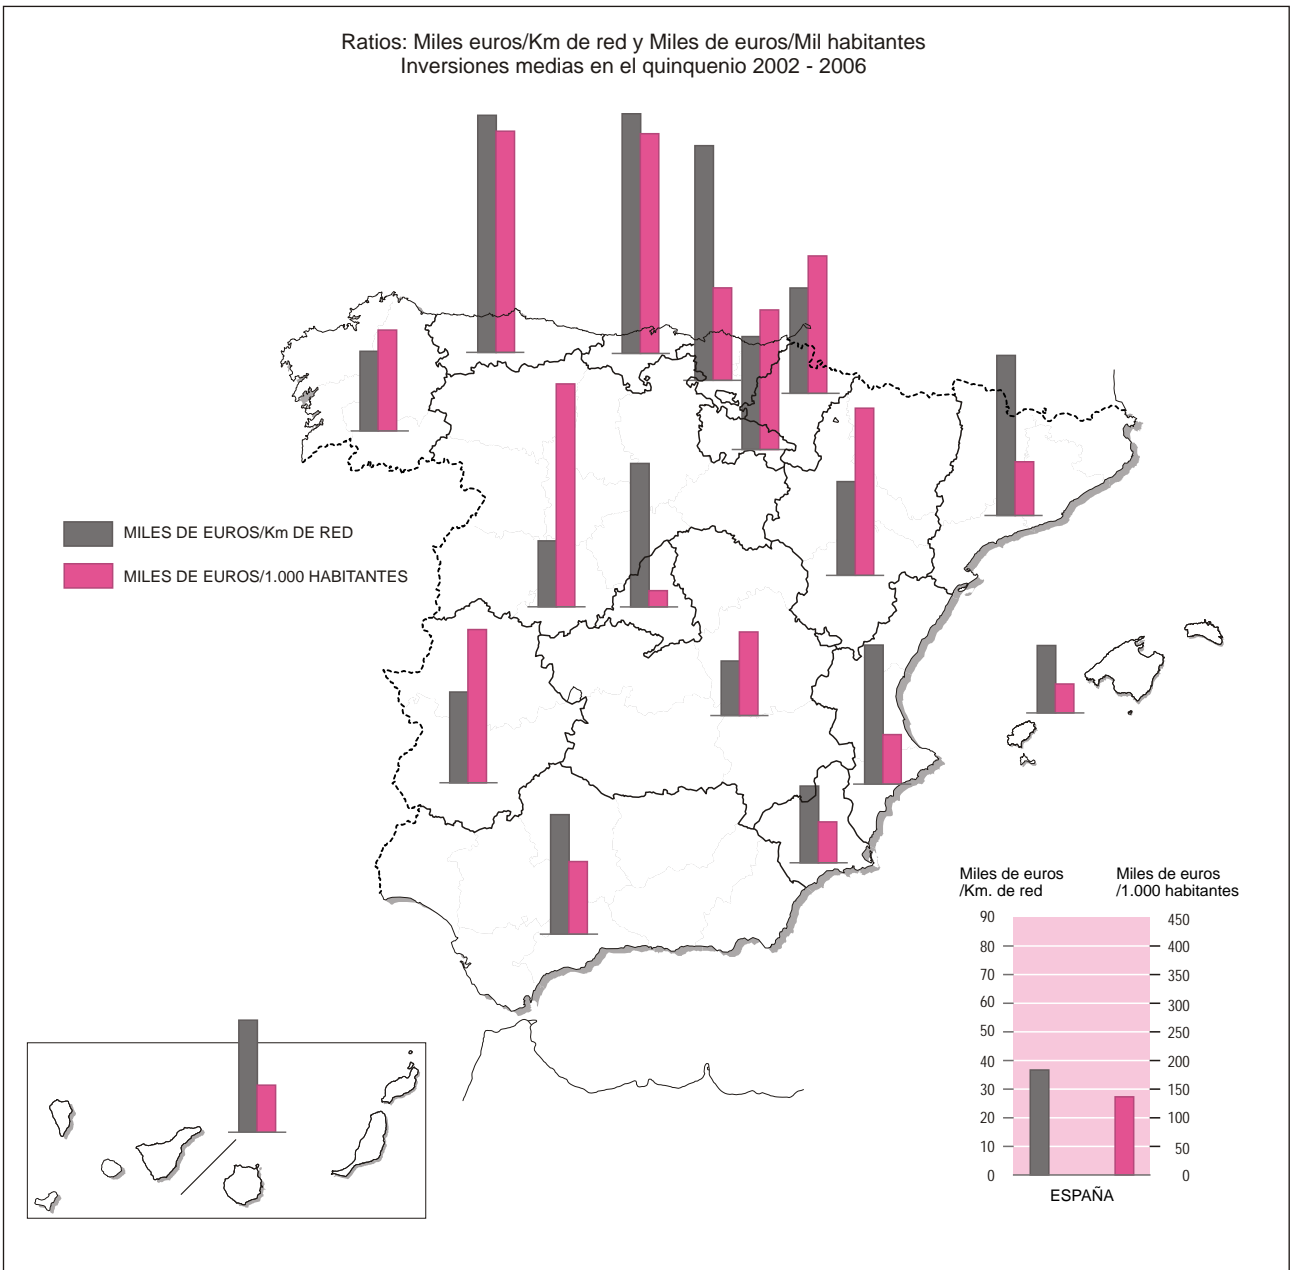 Ratios: Miles euros/Km de red y Miles de euros/Mil habitantes
Inversiones medias en el quinquenio 2002 - 2006
MILES DE EUROS/Km DE RED
MILES DE EUROS/1.000 HABITANTES
Miles de euros
/Km. de red
Miles de euros
/1.000 habitantes
90 450
80 400
70 350
60 300
50 250
40 200
30 150
20 100
10 50
0 0
ESPAÑA